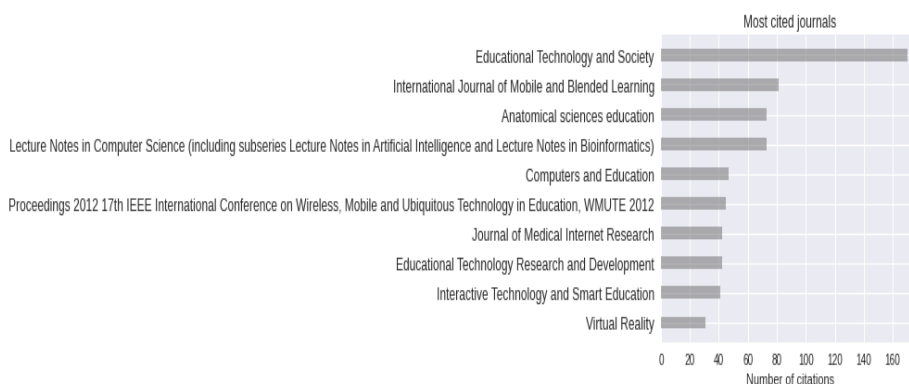 Most cited journals
Educational Technology and Society
International Journal of Mobile and Blended Learning
Anatomical sciences education
Lecture Notes in Computer Science (including subseries Lecture Notes in Artificial Intelligence and Lecture Notes in Bioinformatics)
Computers and Education
Proceedings 2012 17th IEEE International Conference on Wireless, Mobile and Ubiquitous Technology in Education, WMUTE 2012
Journal of Medical Internet Research
Educational Technology Research and Development
Interactive Technology and Smart Education
Virtual Reality
0 20 40 60 80 100 120 140 160
Number of citations